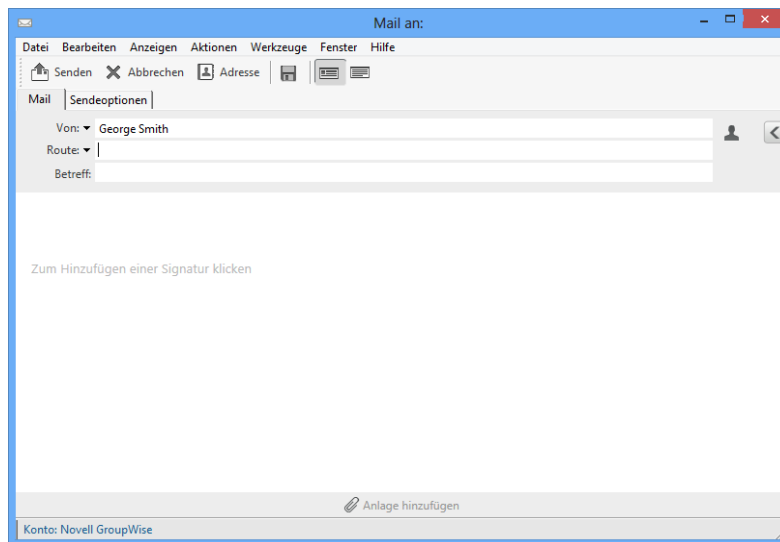 Mail an:
Datei Bearbeiten Anzeigen Aktionen Werkzeuge Fenster Hilfe
Senden Abbrechen Adresse
Mail Sendeoptionen
Von: George Smith
Route:
Betreff:
Zum Hinzufügen einer Signatur klicken
Anlage hinzufügen
Konto: Novell GroupWise